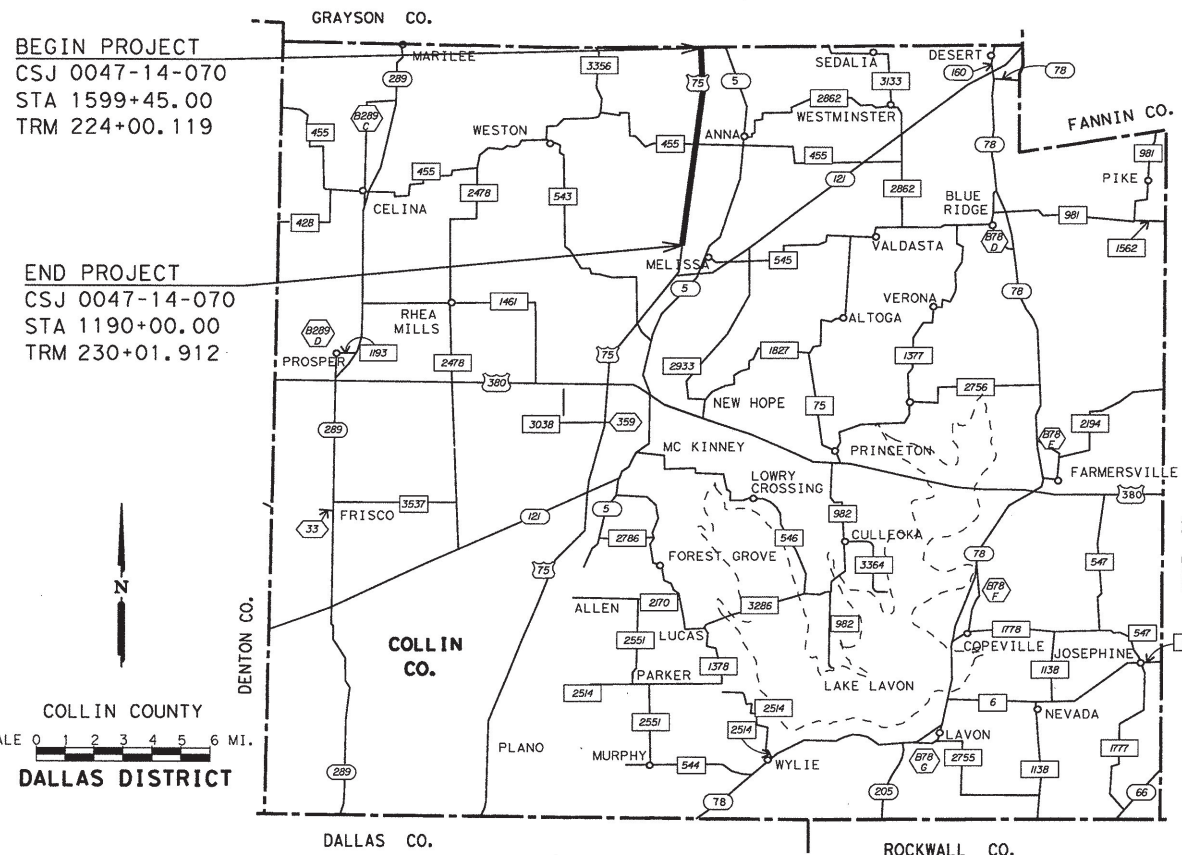 GRAYSON CO.
BEGIN PROJECT
CSJ 0047-14-070
STA 1599+45.00
TRM 224+00.119
MARILEE
289
3356
75
5
SEDALIA
3133
DESERT
160
78
FANNIN CO.
455
B289 C
WESTON
ANNA
2862
WESTMINSTER
455
455
455
78
981
PIKE
121
543
2478
2862
BLUE RIDGE
981
1562
428
CELINA
B78 D
VALDASTA
END PROJECT
CSJ 0047-14-070
STA 1190+00.00
TRM 230+01.912
MELISSA
545
5
78
1461
RHEA MILLS
VERONA
ALTOGA
B289 D
PROSPER
1193
2478
75
2933
1827
1377
380
2756
NEW HOPE
75
289
3038
359
2194
MC KINNEY
PRINCETON
B78 E
FARMERSVILLE
LOWRY CROSSING
380
3537
FRISCO
33
121
5
982
2786
546
CULLEOKA
78
N
FOREST GROVE
3364
547
75
B78 F
DENTON CO.
ALLEN
2170
3286
COLLIN CO.
2551
LUCAS
982
1778
547
COPEVILLE
JOSEPHINE
1378
1138
PARKER
2514
LAKE LAVON
6
COLLIN COUNTY
2514
NEVADA
ALE 0 1 2 3 4 5 6 MI.
DALLAS DISTRICT
PLANO
2551
2514
LAVON
MURPHY
544
WYLIE
B78 G
2755
1777
289
1138
78
205
66
DALLAS CO.
ROCKWALL CO.